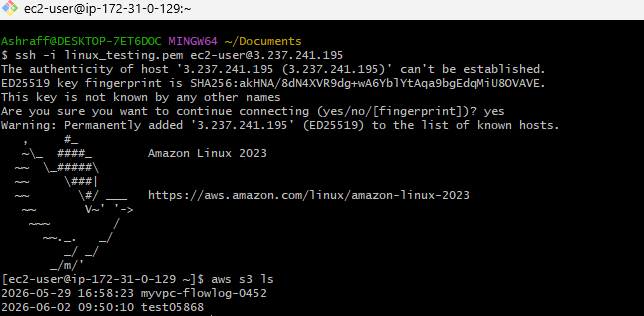 ec2-user@ip-172-31-0-129:~
Ashraff@DESKTOP-7ET6DOC MINGW64 ~/Documents
$ ssh -i linux_testing.pem ec2-user@3.237.241.195
The authenticity of host '3.237.241.195 (3.237.241.195)' can't be established.
ED25519 key fingerprint is SHA256:akHNA/8dN4XVR9dg+wA6YblYtAqa9bgEdqMiU8OVAVE.
This key is not known by any other names
Are you sure you want to continue connecting (yes/no/[fingerprint])? yes
Warning: Permanently added '3.237.241.195' (ED25519) to the list of known hosts.
   ,     #_
   ~\_  ####_        Amazon Linux 2023
  ~~  \_#####\
  ~~     \###|
  ~~       \#/ ___   https://aws.amazon.com/linux/amazon-linux-2023
   ~~       V~' '->
    ~~~         /
      ~~._.   _/
         _/ _/
       _/m/'
[ec2-user@ip-172-31-0-129 ~]$ aws s3 ls
2026-05-29 16:58:23 myvpc-flowlog-0452
2026-06-02 09:50:10 test05868